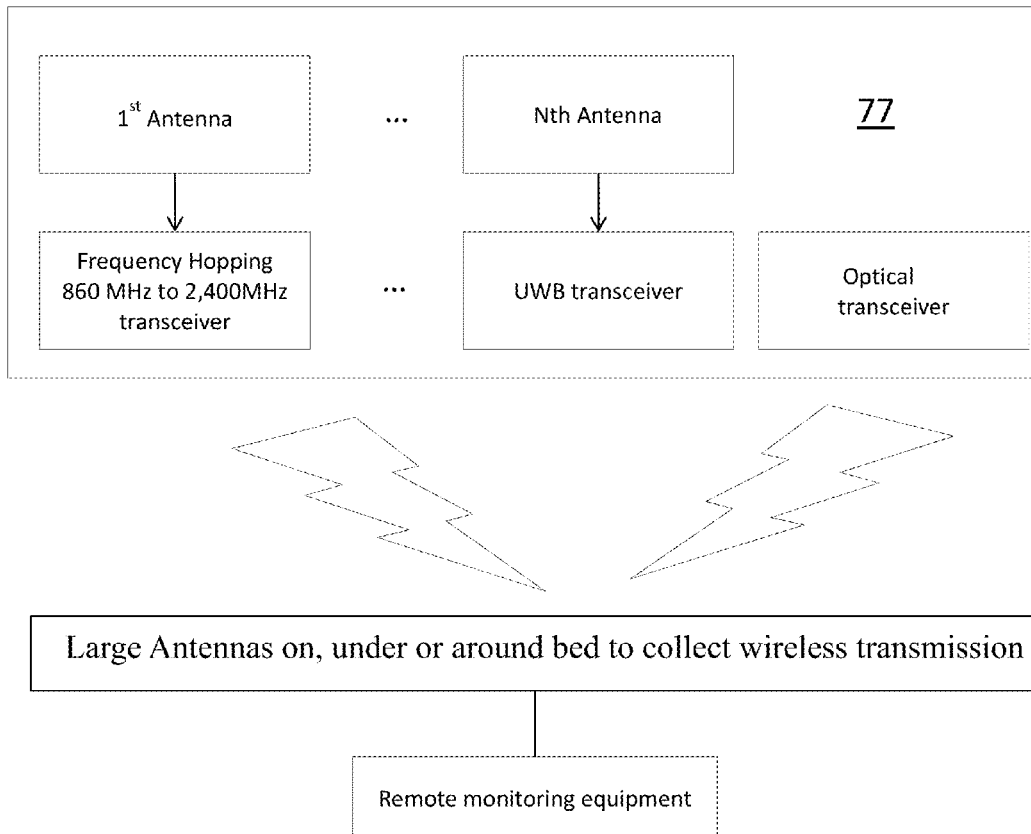 1st Antenna
...
Nth Antenna
77
Frequency Hopping
860 MHz to 2,400MHz
transceiver
...
UWB transceiver
Optical
transceiver
Large Antennas on, under or around bed to collect wireless transmission
Remote monitoring equipment